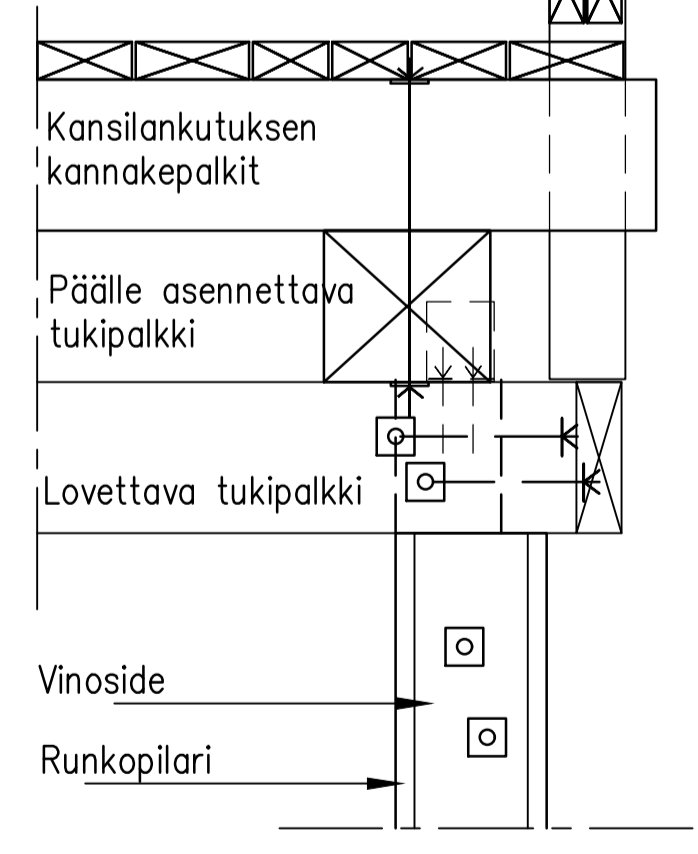 Kansilankutuksen
kannakepalkit
Päälle asennettava
tukipalkki
Lovettava tukipalkki
Vinoside
Runkopilari